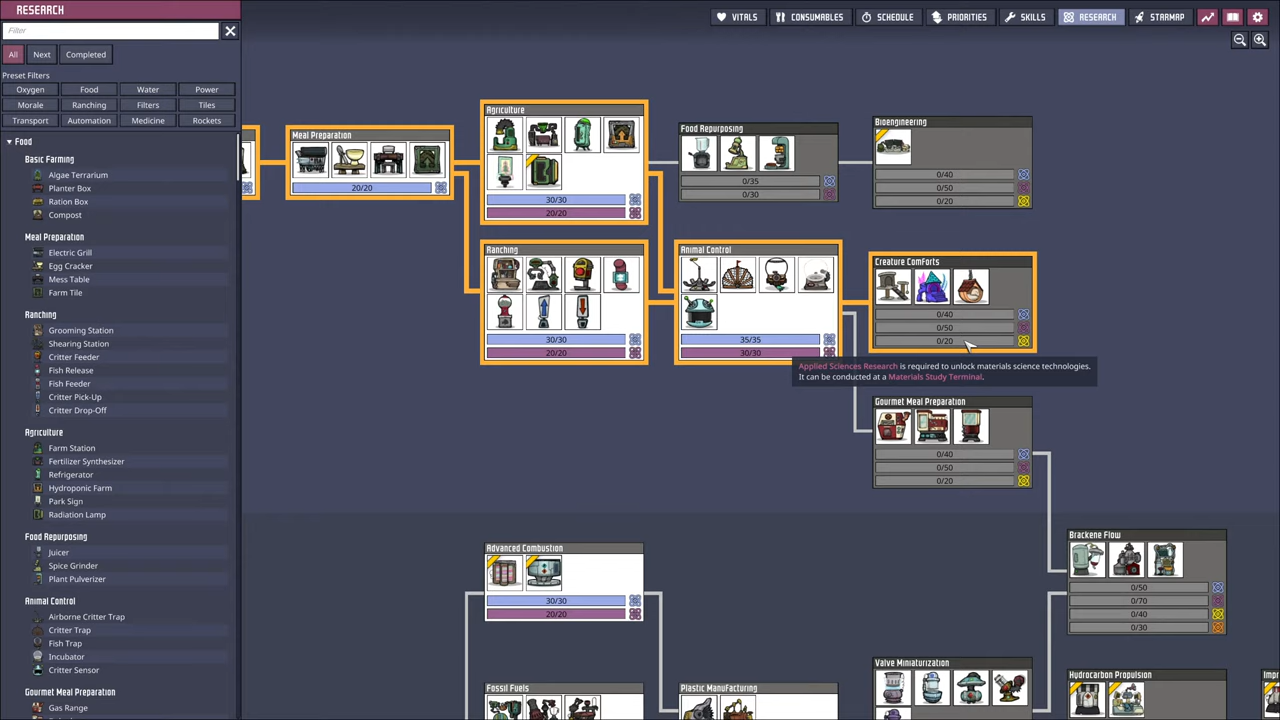 RESEARCH
VITALS
CONSUMABLES
SCHEDULE
PRIORITIES
SKILLS
RESEARCH
STARMAP
Filter
All
Next
Completed
Preset Filters
Oxygen
Food
Water
Power
Morale
Ranching
Filters
Tiles
Transport
Automation
Medicine
Rockets
Food
Basic Farming
Algae Terrarium
Planter Box
Ration Box
Compost
Meal Preparation
Electric Grill
Egg Cracker
Mess Table
Farm Tile
Ranching
Grooming Station
Shearing Station
Critter Feeder
Fish Release
Fish Feeder
Critter Pick-Up
Critter Drop-Off
Agriculture
Farm Station
Fertilizer Synthesizer
Refrigerator
Hydroponic Farm
Park Sign
Radiation Lamp
Food Repurposing
Juicer
Spice Grinder
Plant Pulverizer
Animal Control
Airborne Critter Trap
Critter Trap
Fish Trap
Incubator
Critter Sensor
Gourmet Meal Preparation
Gas Range
Meal Preparation
20/20
Agriculture
30/30
20/20
Food Repurposing
0/35
0/30
Bioengineering
0/40
0/50
0/20
Ranching
30/30
20/20
Animal Control
35/35
30/30
Creature Comforts
0/40
0/50
0/20
Applied Sciences Research is required to unlock materials science technologies.
It can be conducted at a Materials Study Terminal.
Gourmet Meal Preparation
0/40
0/50
0/20
Advanced Combustion
30/30
20/20
Brackene Flow
0/50
0/70
0/40
0/30
Fossil Fuels
Plastic Manufacturing
Valve Miniaturization
Hydrocarbon Propulsion
Impr